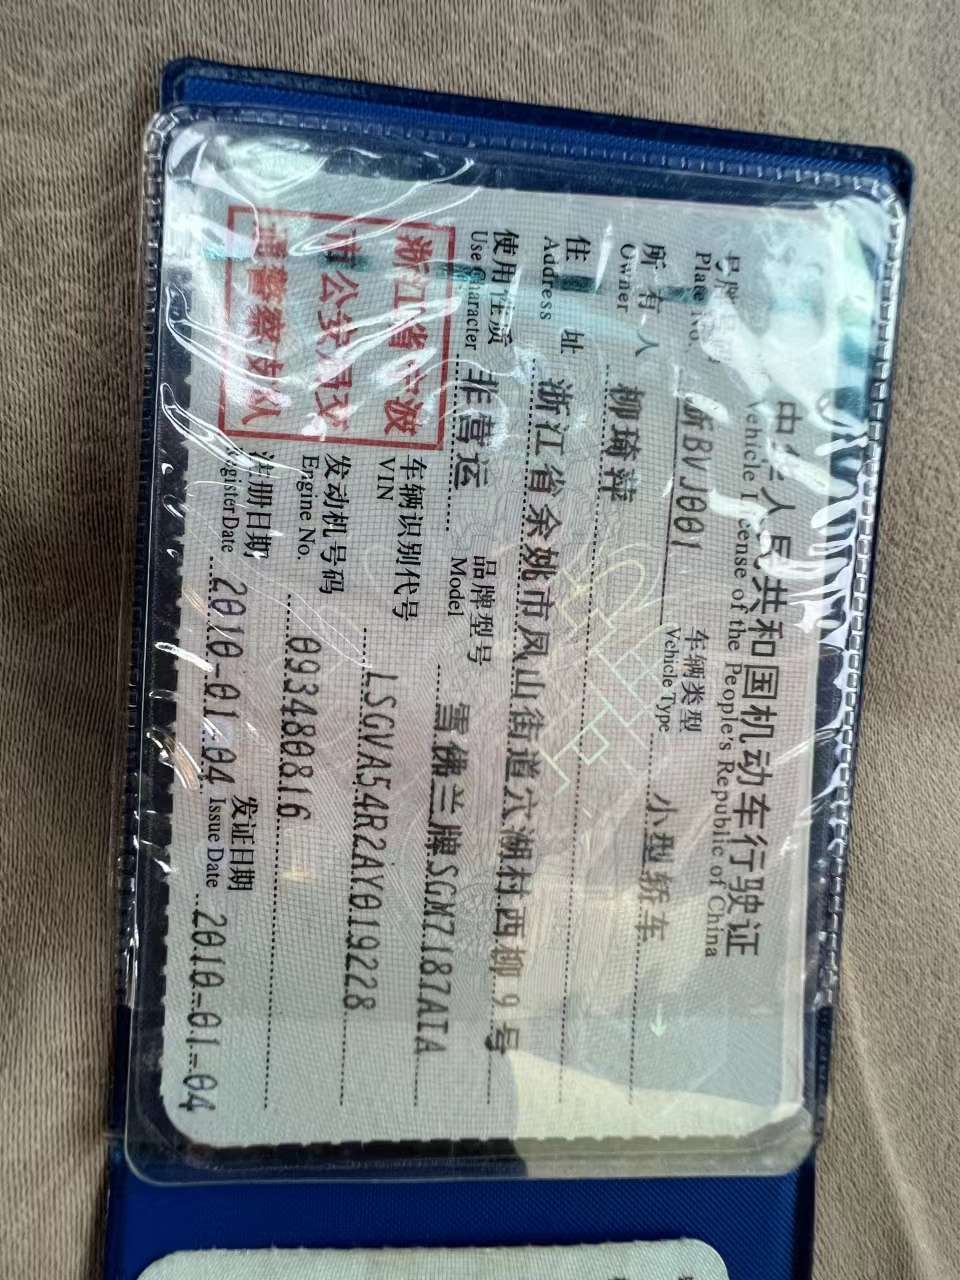 中华人民共和国机动车行驶证
Vehicle License of the People's Republic of China
号牌号码 浙BVJ001 车辆类型 小型轿车
Plate No. Vehicle Type
所有人 柳琦萍
Owner
住址 浙江省余姚市凤山街道六湖村西柳9号
Address
使用性质 非营运 品牌型号 雪佛兰牌SGM7187ATA
Use Character Model
浙江省宁波
市公安局交
通警察支队
车辆识别代号 LSGVA54R2AY019228
VIN
发动机号码 093480816
Engine No.
注册日期 2010-01-04 发证日期 2010-01-04
Register Date Issue Date